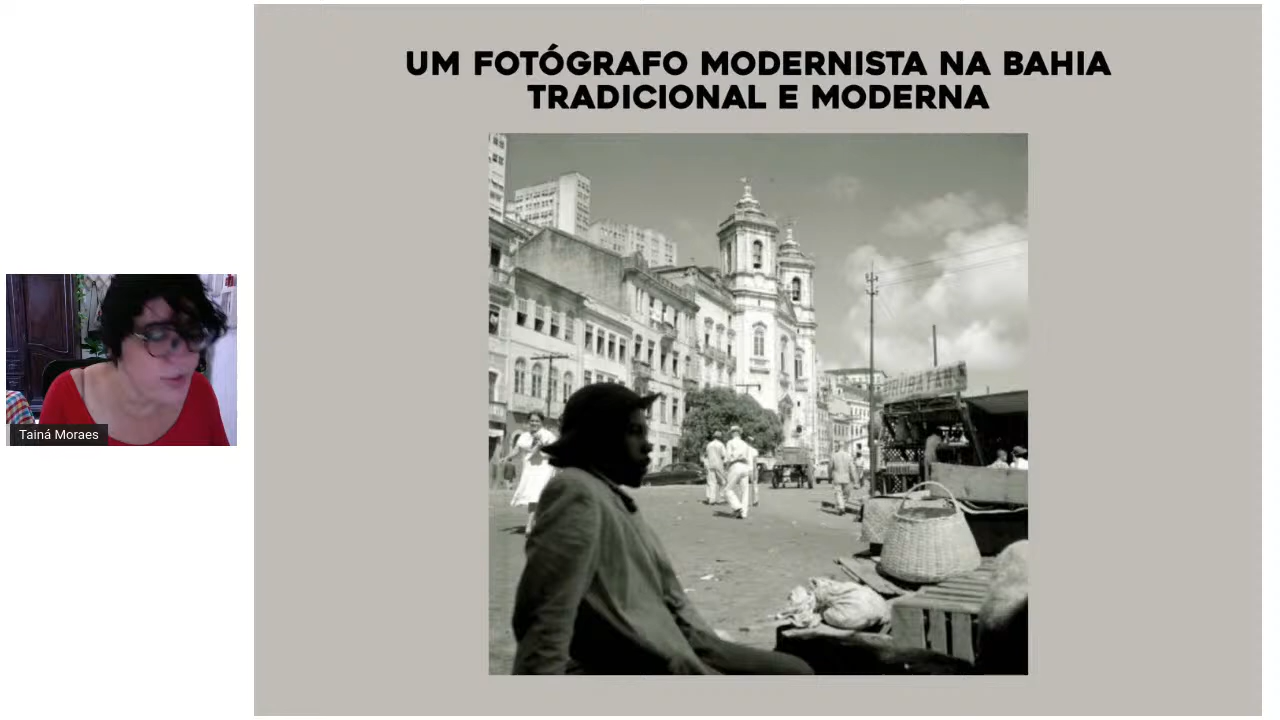 UM FOTÓGRAFO MODERNISTA NA BAHIA
TRADICIONAL E MODERNA
Tainá Moraes